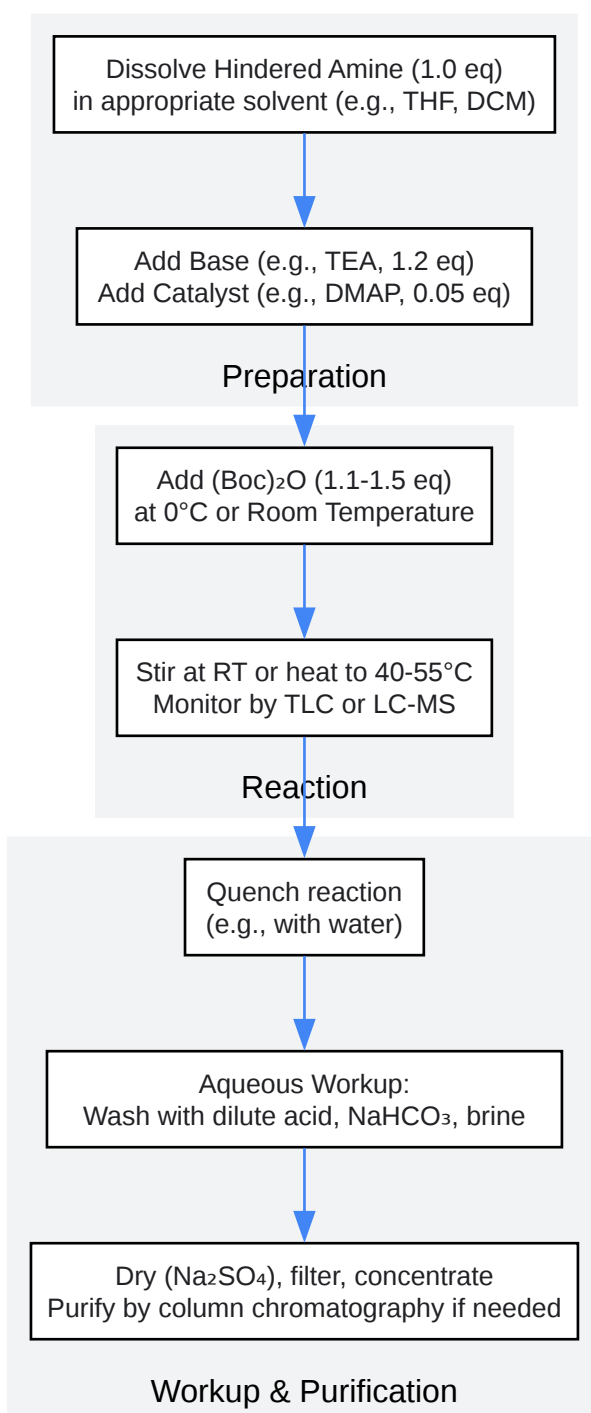 Dissolve Hindered Amine (1.0 eq)
in appropriate solvent (e.g., THF, DCM)
Add Base (e.g., TEA, 1.2 eq)
Add Catalyst (e.g., DMAP, 0.05 eq)
Preparation
Add (Boc)₂O (1.1-1.5 eq)
at 0°C or Room Temperature
Stir at RT or heat to 40-55°C
Monitor by TLC or LC-MS
Reaction
Quench reaction
(e.g., with water)
Aqueous Workup:
Wash with dilute acid, NaHCO₃, brine
Dry (Na₂SO₄), filter, concentrate
Purify by column chromatography if needed
Workup & Purification